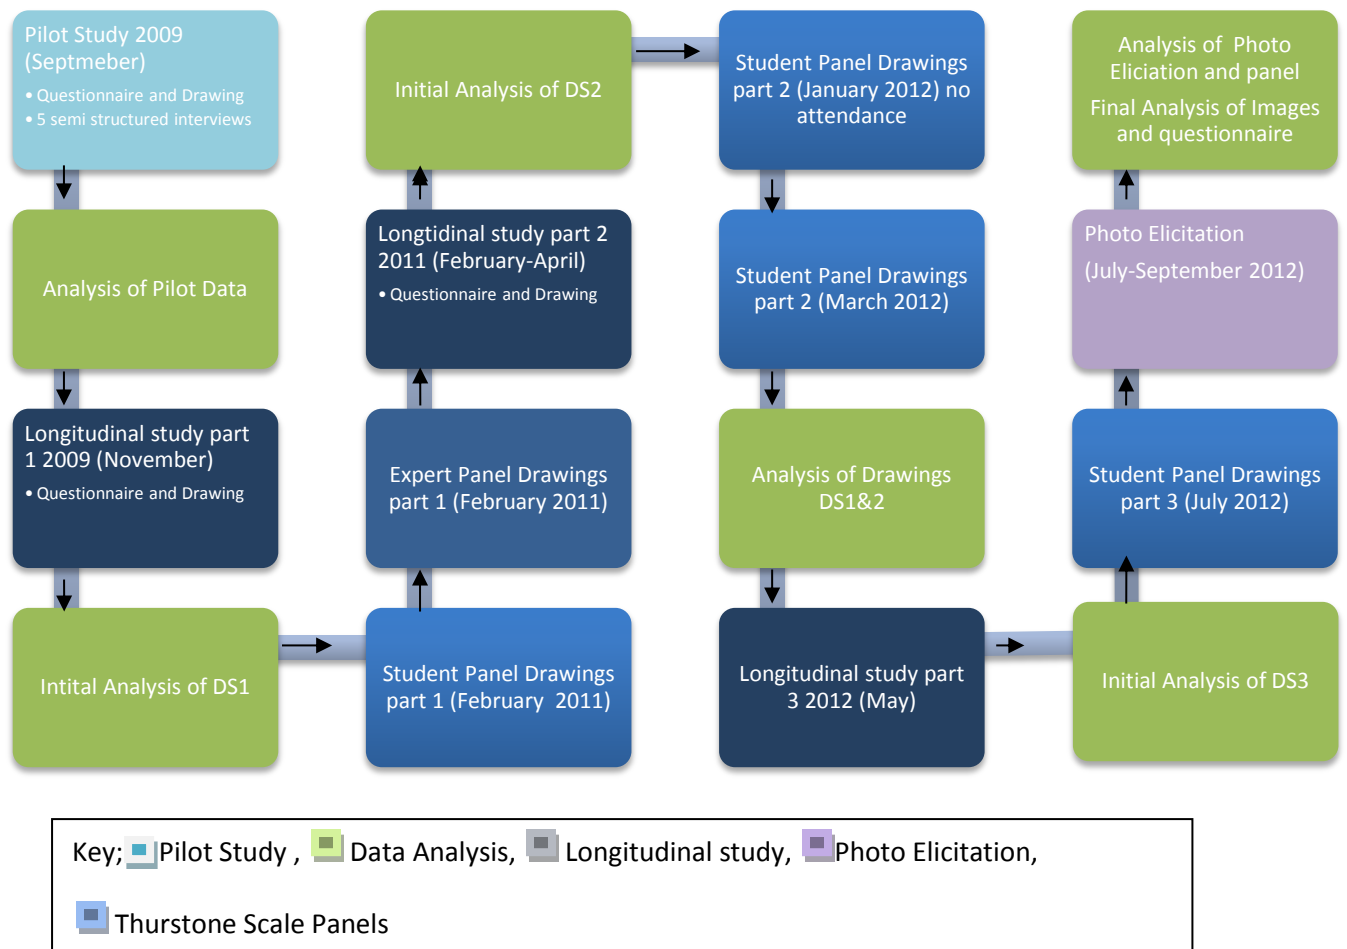 Pilot Study 2009
(Septmeber)
• Questionnaire and Drawing
• 5 semi structured interviews
Analysis of Pilot Data
Longitudinal study part
1 2009 (November)
• Questionnaire and Drawing
Intital Analysis of DS1
Student Panel Drawings
part 1 (February 2011)
Expert Panel Drawings
part 1 (February 2011)
Longtidinal study part 2
2011 (February-April)
• Questionnaire and Drawing
Initial Analysis of DS2
Student Panel Drawings
part 2 (January 2012) no
attendance
Student Panel Drawings
part 2 (March 2012)
Analysis of Drawings
DS1&2
Longitudinal study part
3 2012 (May)
Initial Analysis of DS3
Student Panel Drawings
part 3 (July 2012)
Photo Elicitation
(July-September 2012)
Analysis of Photo
Eliciation and panel
Final Analysis of Images
and questionnaire
Key; Pilot Study , Data Analysis, Longitudinal study, Photo Elicitation,
Thurstone Scale Panels